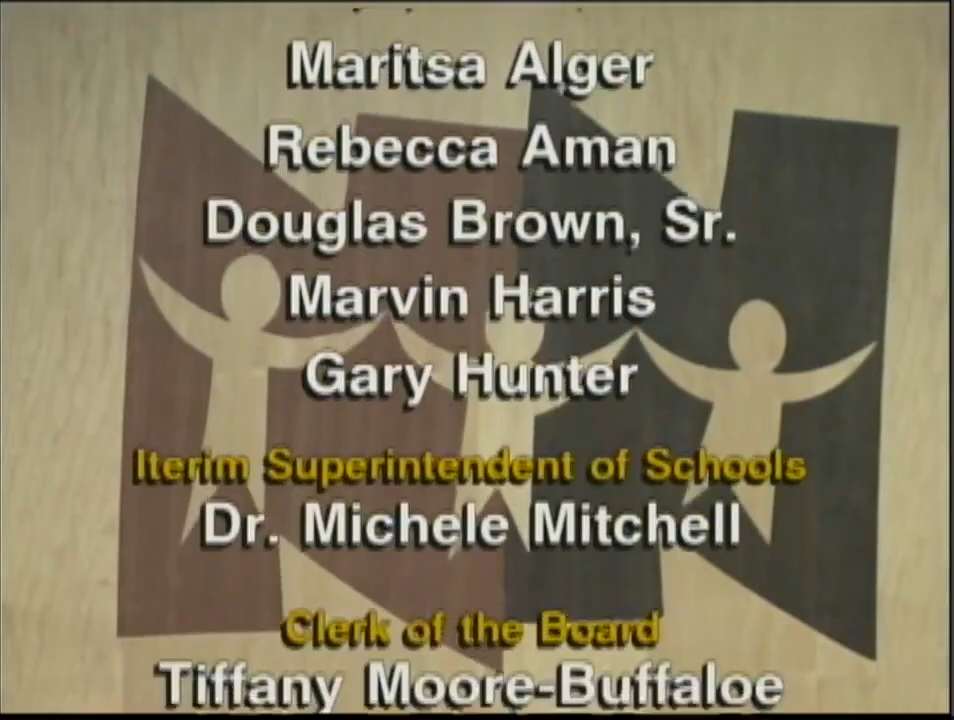 Maritsa Alger
Rebecca Aman
Douglas Brown, Sr.
Marvin Harris
Gary Hunter
Iterim Superintendent of Schools
Dr. Michele Mitchell
Clerk of the Board
Tiffany Moore-Buffaloe